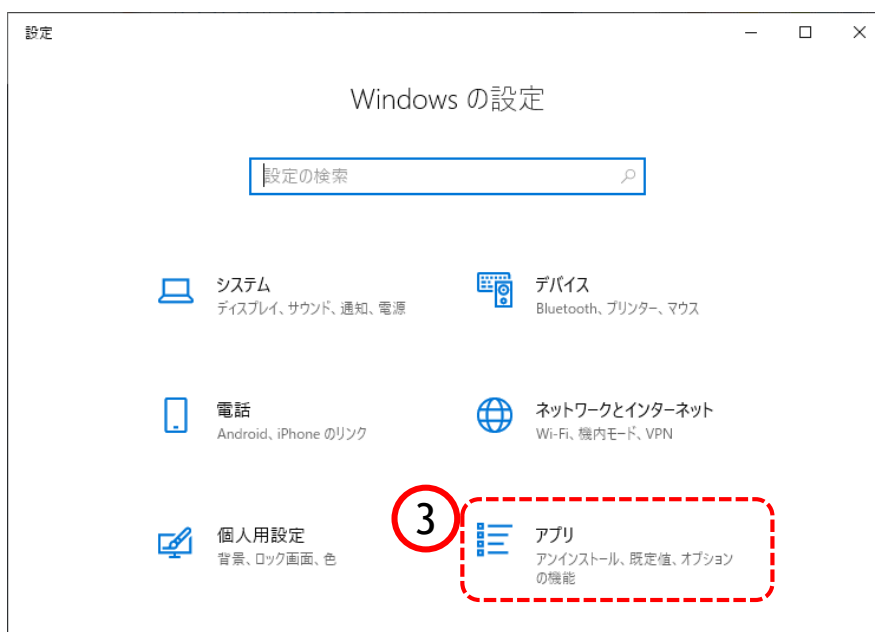 設定
Windows の設定
設定の検索
システム
ディスプレイ、サウンド、通知、電源
デバイス
Bluetooth、プリンター、マウス
電話
Android、iPhone のリンク
ネットワークとインターネット
Wi-Fi、機内モード、VPN
個人用設定
背景、ロック画面、色
3
アプリ
アンインストール、既定値、オプション
の機能